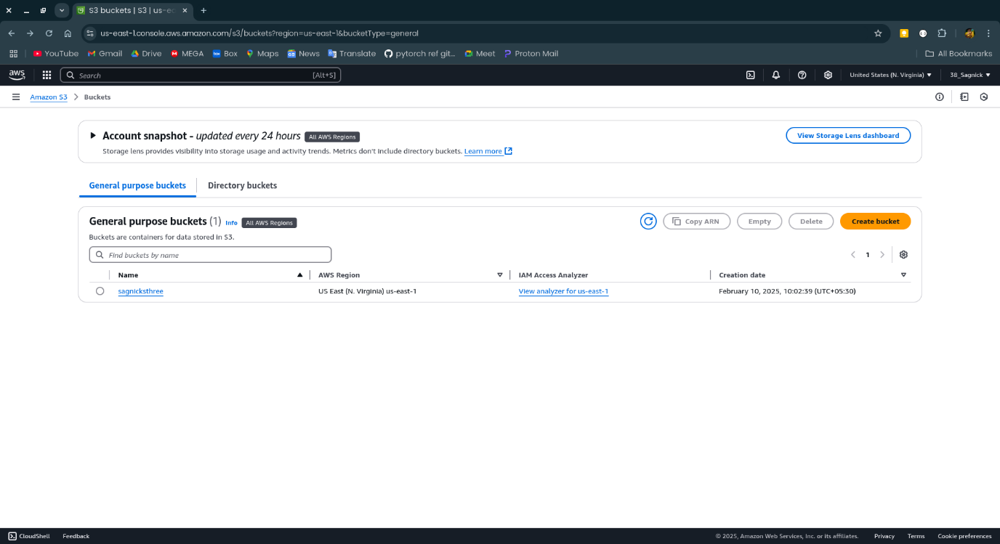 S3 buckets | S3 | us-ea
us-east-1.console.aws.amazon.com/s3/buckets?region=us-east-1&bucketType=general
YouTube Gmail Drive MEGA box Box Maps News Translate pytorch ref git... Meet Proton Mail All Bookmarks
aws Search [Alt+S] United States (N. Virginia) 38_Sagnick
Amazon S3 Buckets
Account snapshot - updated every 24 hours All AWS Regions View Storage Lens dashboard
Storage lens provides visibility into storage usage and activity trends. Metrics don't include directory buckets. Learn more
General purpose buckets Directory buckets
General purpose buckets (1) Info All AWS Regions Copy ARN Empty Delete Create bucket
Buckets are containers for data stored in S3.
Find buckets by name 1
Name AWS Region IAM Access Analyzer Creation date
sagnicksthree US East (N. Virginia) us-east-1 View analyzer for us-east-1 February 10, 2025, 10:02:39 (UTC+05:30)
CloudShell Feedback © 2025, Amazon Web Services, Inc. or its affiliates. Privacy Terms Cookie preferences